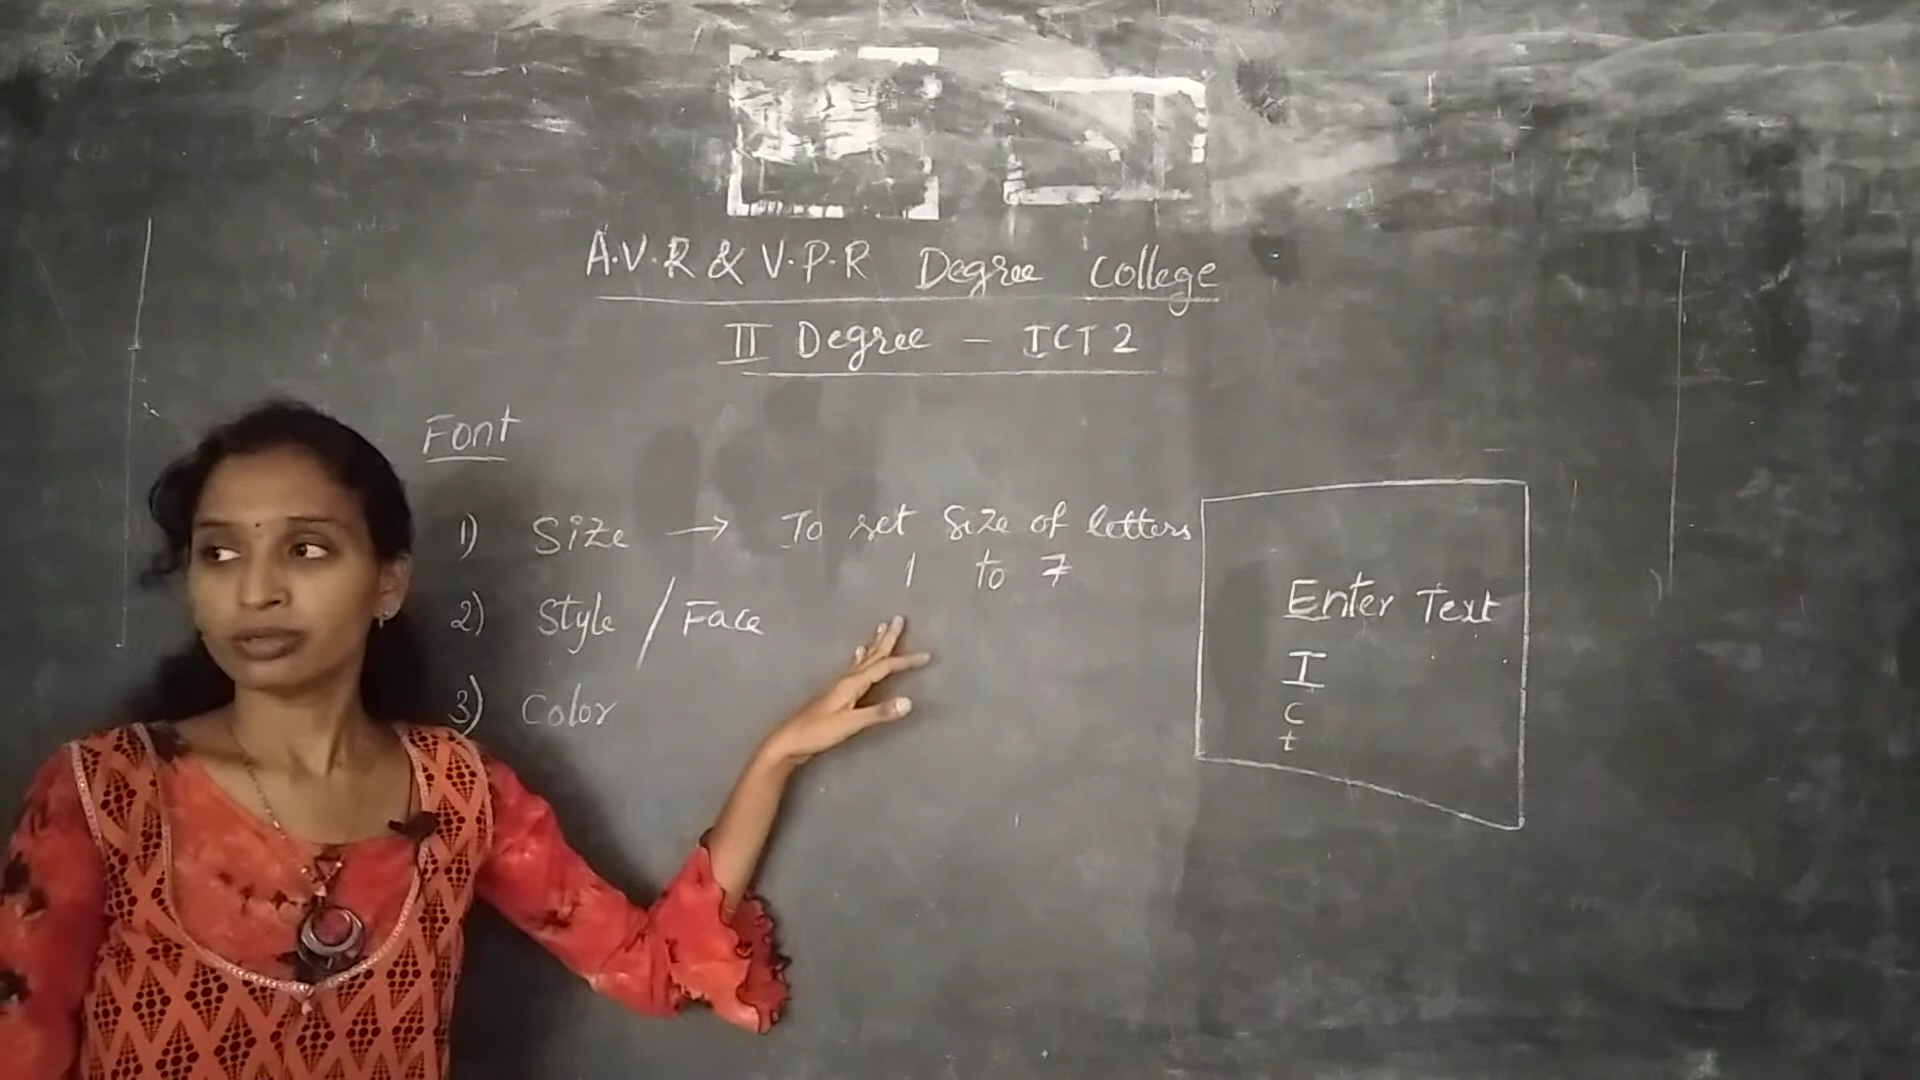 A.V.R & V.P.R Degree College
II Degree - ICT 2
Font
1) Size → To set Size of letters
1 to 7
2) Style / Face
3) Color
Enter Text
I
C
t